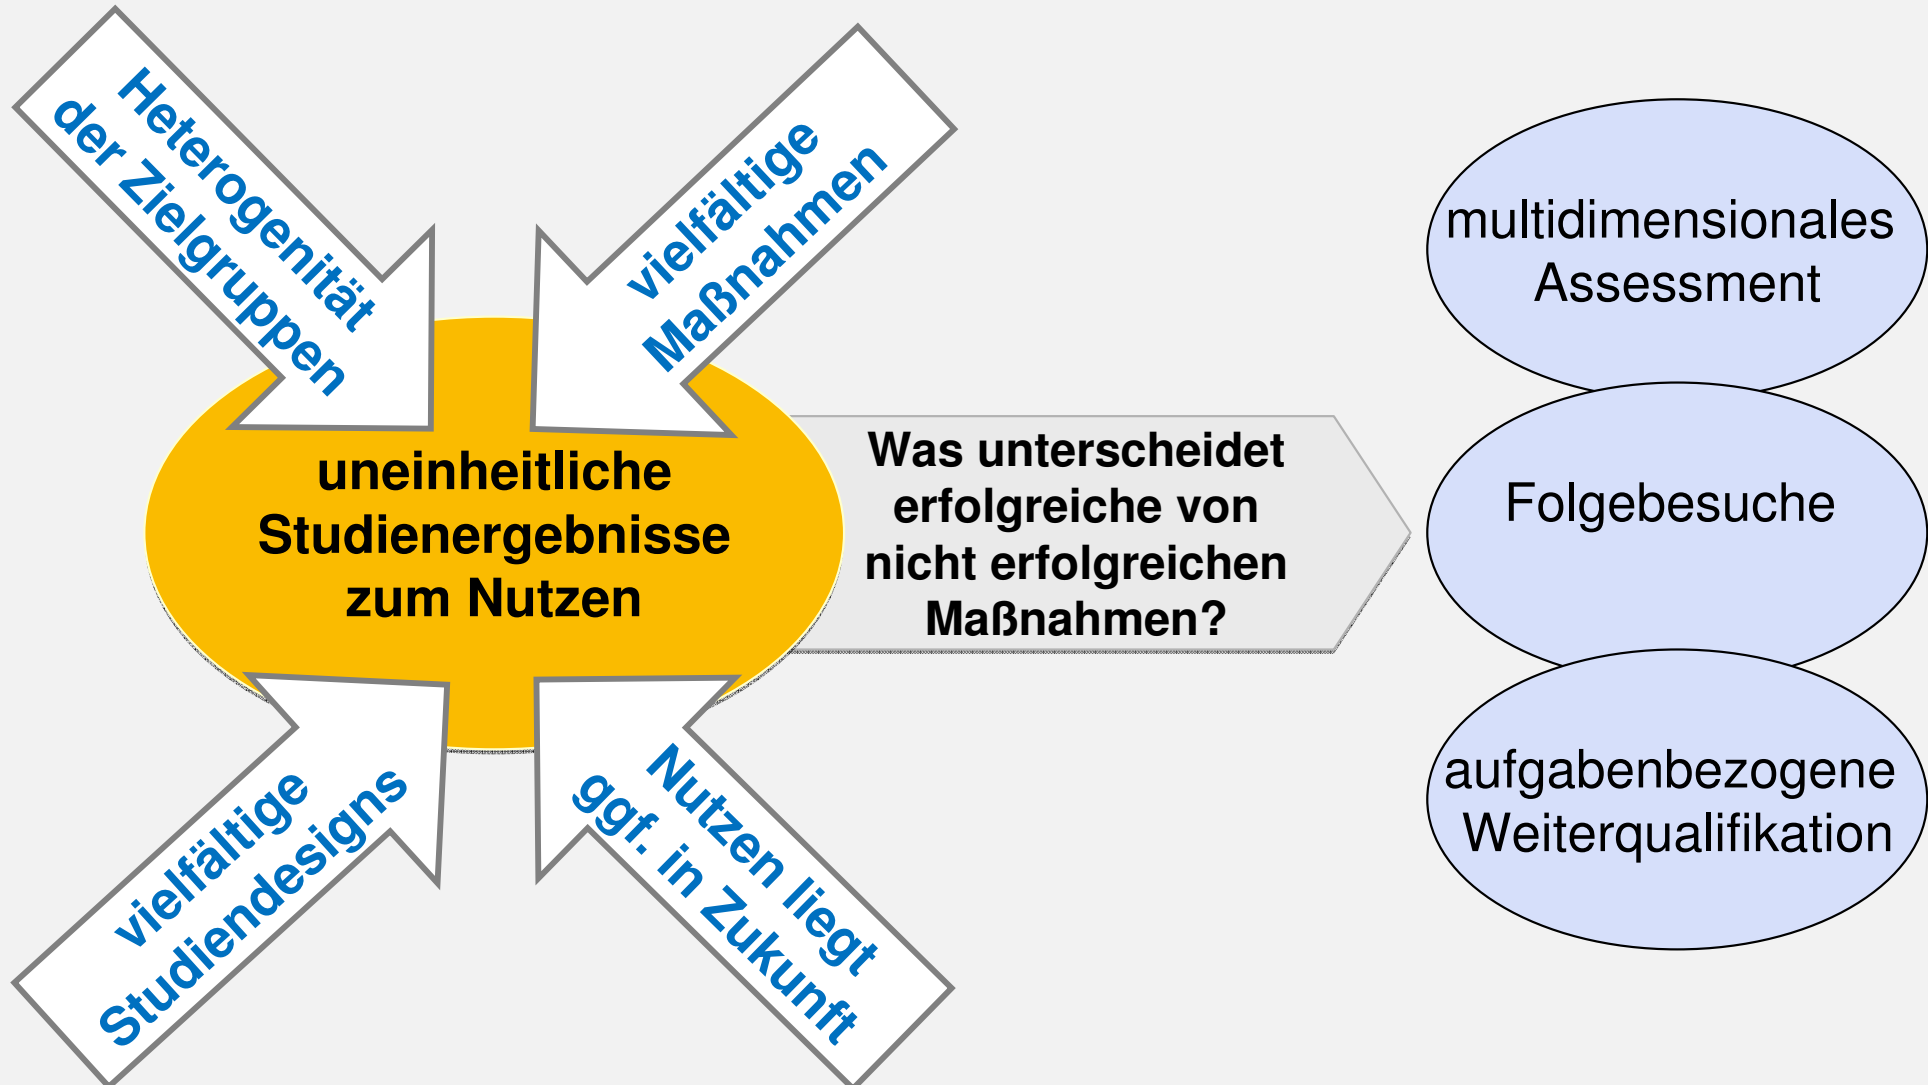 Heterogenität
der Zielgruppen
vielfältige
Maßnahmen
uneinheitliche
Studienergebnisse
zum Nutzen
vielfältige
Studiendesigns
Nutzen liegt
ggf. in Zukunft
Was unterscheidet
erfolgreiche von
nicht erfolgreichen
Maßnahmen?
multidimensionales
Assessment
Folgebesuche
aufgabenbezogene
Weiterqualifikation